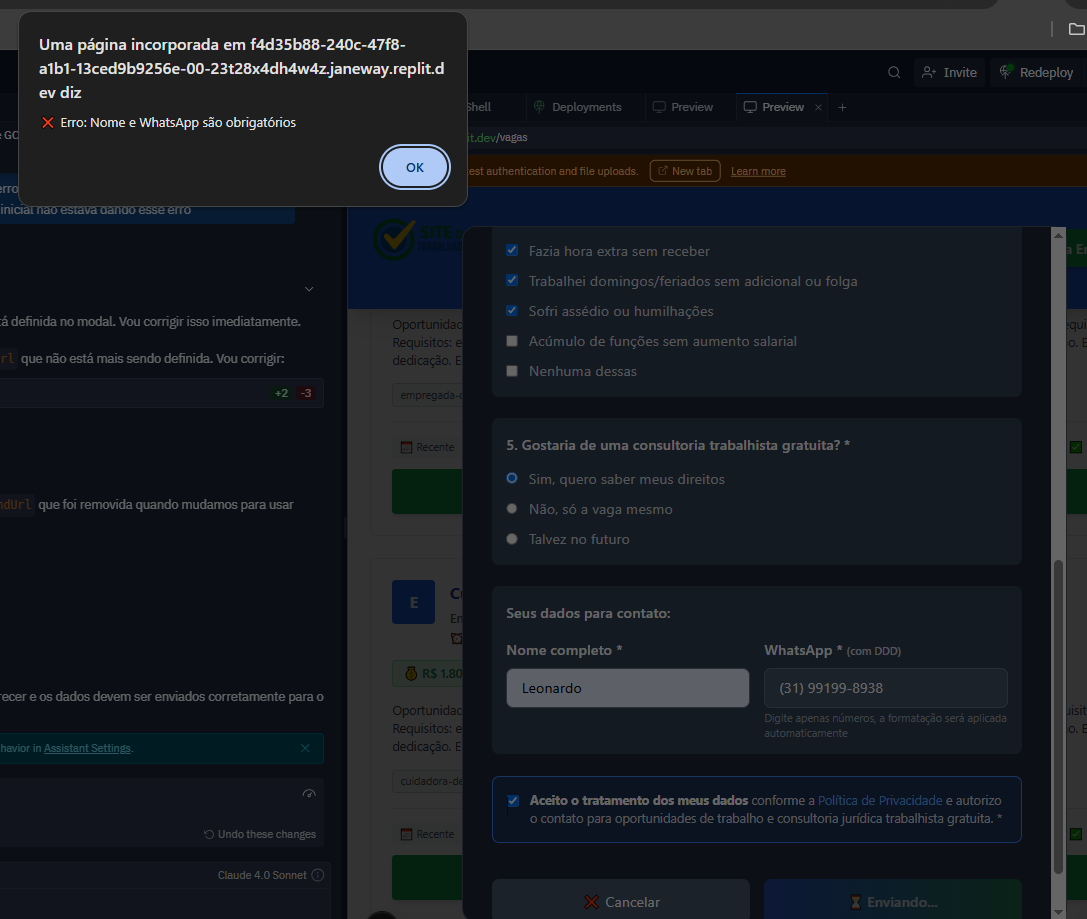 Uma página incorporada em f4d35b88-240c-47f8-
a1b1-13ced9b9256e-00-23t28x4dh4w4z.janeway.replit.d
ev diz
❌ Erro: Nome e WhatsApp são obrigatórios
OK
Invite
Redeploy
Shell
Deployments
Preview
Preview
it.dev/vagas
e GC
erro
inicial não estava dando esse erro
test authentication and file uploads.
New tab
Learn more
SITE
á definida no modal. Vou corrigir isso imediatamente.
rl que não está mais sendo definida. Vou corrigir:
+2 -3
ndUrl que foi removida quando mudamos para usar
recer e os dados devem ser enviados corretamente para o
havior in Assistant Settings.
Undo these changes
Claude 4.0 Sonnet
Oportunidad
Requisitos: e
dedicação. E
empregada-d
Recente
E
C
En
R$ 1.80
Oportunidad
Requisitos: e
dedicação. E
cuidadora-de
Recente
Fazia hora extra sem receber
Trabalhei domingos/feriados sem adicional ou folga
Sofri assédio ou humilhações
Acúmulo de funções sem aumento salarial
Nenhuma dessas
5. Gostaria de uma consultoria trabalhista gratuita? *
Sim, quero saber meus direitos
Não, só a vaga mesmo
Talvez no futuro
Seus dados para contato:
Nome completo *
WhatsApp * (com DDD)
Leonardo
(31) 99199-8938
Digite apenas números, a formatação será aplicada
automaticamente
Aceito o tratamento dos meus dados conforme a Política de Privacidade e autorizo
o contato para oportunidades de trabalho e consultoria jurídica trabalhista gratuita. *
❌ Cancelar
⏳ Enviando...